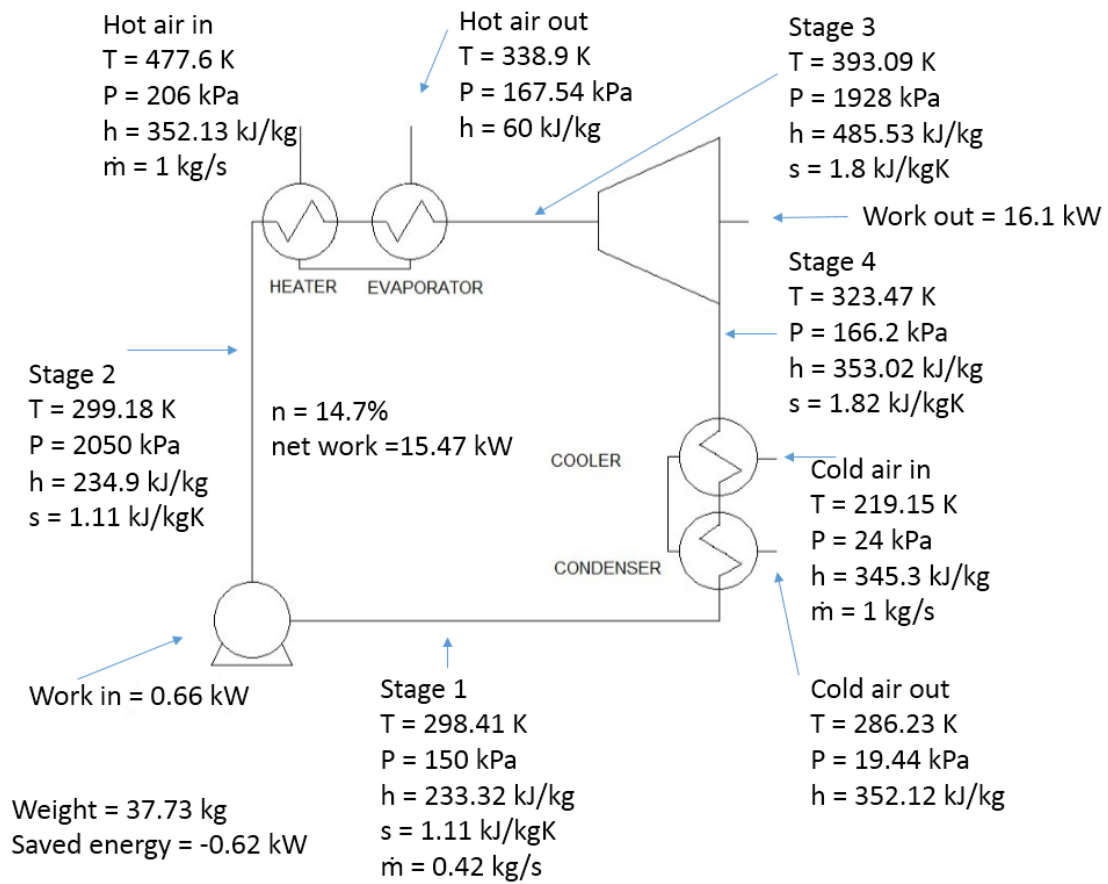 Hot air in
T = 477.6 K
P = 206 kPa
h = 352.13 kJ/kg
ṁ = 1 kg/s
Hot air out
T = 338.9 K
P = 167.54 kPa
h = 60 kJ/kg
Stage 3
T = 393.09 K
P = 1928 kPa
h = 485.53 kJ/kg
s = 1.8 kJ/kgK
Work out = 16.1 kW
HEATER
EVAPORATOR
Stage 4
T = 323.47 K
P = 166.2 kPa
h = 353.02 kJ/kg
s = 1.82 kJ/kgK
Stage 2
T = 299.18 K
P = 2050 kPa
h = 234.9 kJ/kg
s = 1.11 kJ/kgK
n = 14.7%
net work =15.47 kW
COOLER
CONDENSER
Cold air in
T = 219.15 K
P = 24 kPa
h = 345.3 kJ/kg
ṁ = 1 kg/s
Work in = 0.66 kW
Stage 1
T = 298.41 K
P = 150 kPa
h = 233.32 kJ/kg
s = 1.11 kJ/kgK
ṁ = 0.42 kg/s
Cold air out
T = 286.23 K
P = 19.44 kPa
h = 352.12 kJ/kg
Weight = 37.73 kg
Saved energy = -0.62 kW